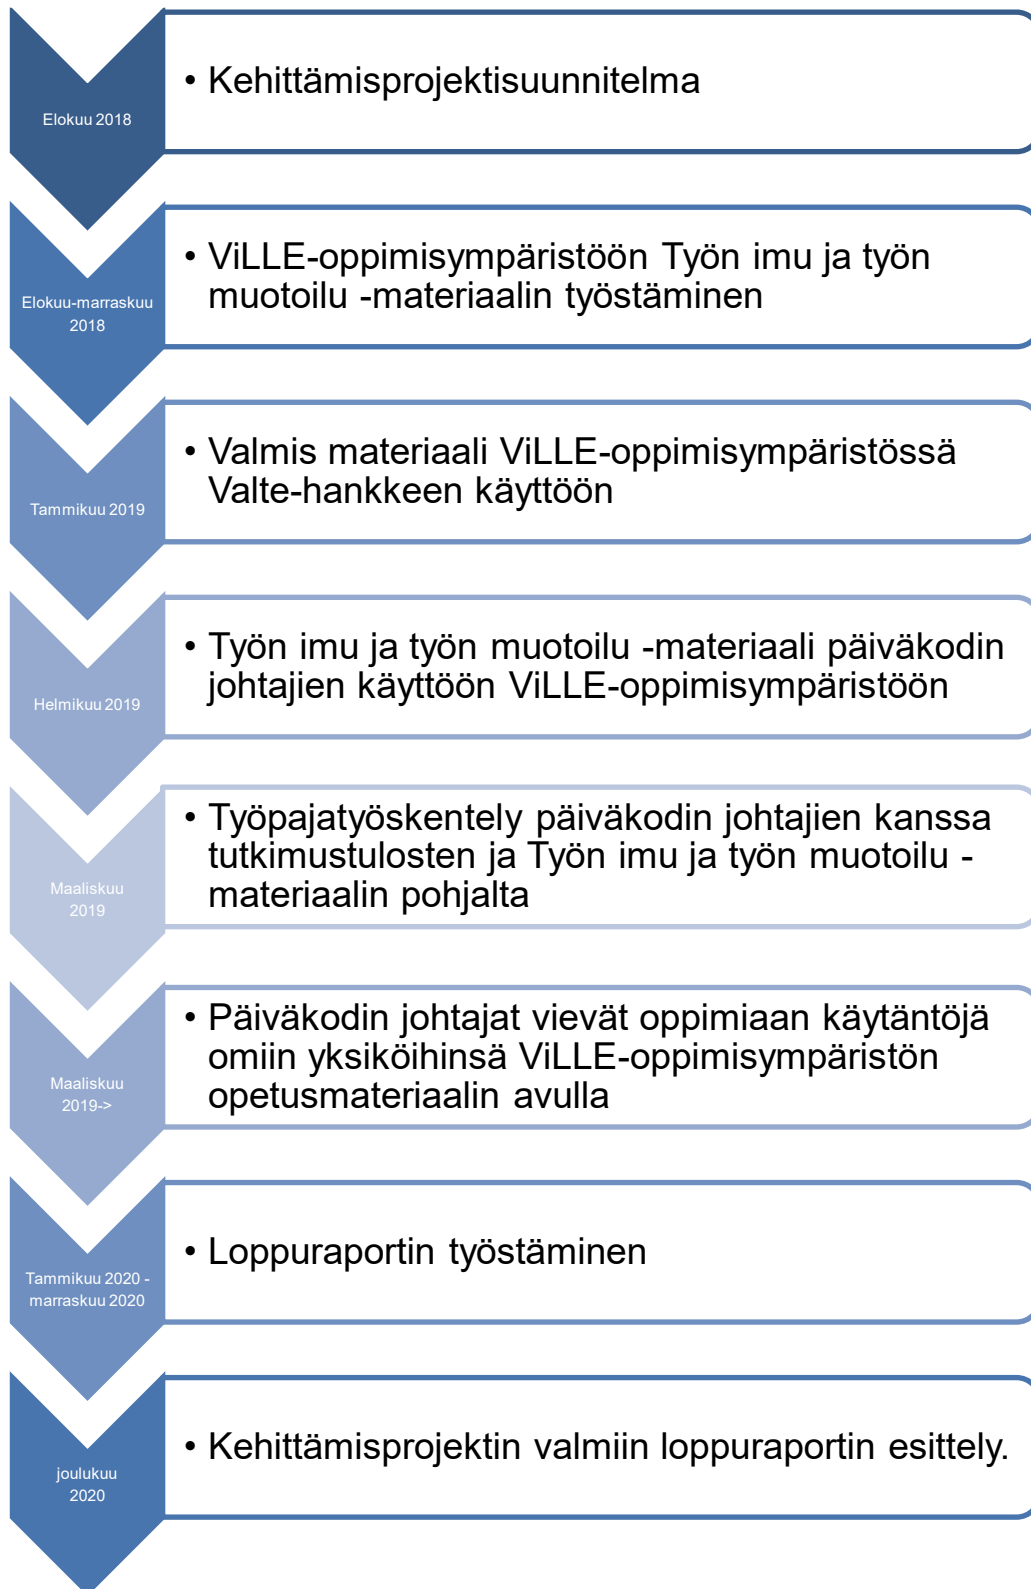 Elokuu 2018
• Kehittämisprojektisuunnitelma
Elokuu-marraskuu
2018
• ViLLE-oppimisympäristöön Työn imu ja työn
muotoilu -materiaalin työstäminen
Tammikuu 2019
• Valmis materiaali ViLLE-oppimisympäristössä
Valte-hankkeen käyttöön
Helmikuu 2019
• Työn imu ja työn muotoilu -materiaali päiväkodin
johtajien käyttöön ViLLE-oppimisympäristöön
Maaliskuu
2019
• Työpajatyöskentely päiväkodin johtajien kanssa
tutkimustulosten ja Työn imu ja työn muotoilu -
materiaalin pohjalta
Maaliskuu
2019->
• Päiväkodin johtajat vievät oppimiaan käytäntöjä
omiin yksiköihinsä ViLLE-oppimisympäristön
opetusmateriaalin avulla
Tammikuu 2020 -
marraskuu 2020
• Loppuraportin työstäminen
joulukuu
2020
• Kehittämisprojektin valmiin loppuraportin esittely.